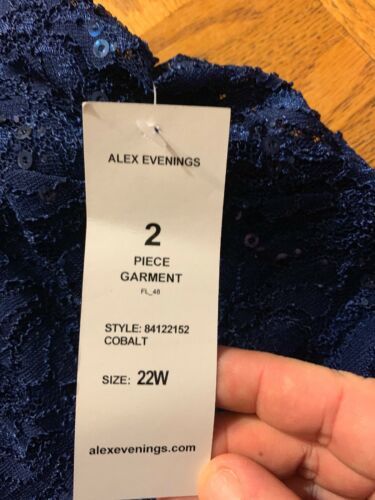 ALEX EVENINGS
2
PIECE
GARMENT
FL_48
STYLE: 84122152
COBALT
SIZE: 22W
alexevenings.com